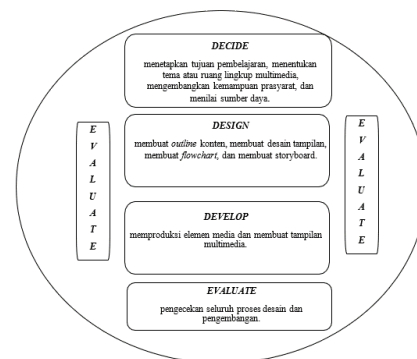 DECIDE
menetapkan tujuan pembelajaran, menentukan
tema atau ruang lingkup multimedia,
mengembangkan kemampuan prasyarat, dan
menilai sumber daya.
E
V
A
L
U
A
T
E
DESIGN
membuat outline konten, membuat desain tampilan,
membuat flowchart, dan membuat storyboard.
DEVELOP
memproduksi elemen media dan membuat tampilan
multimedia.
E
V
A
L
U
A
T
E
EVALUATE
pengecekan seluruh proses desain dan
pengembangan.